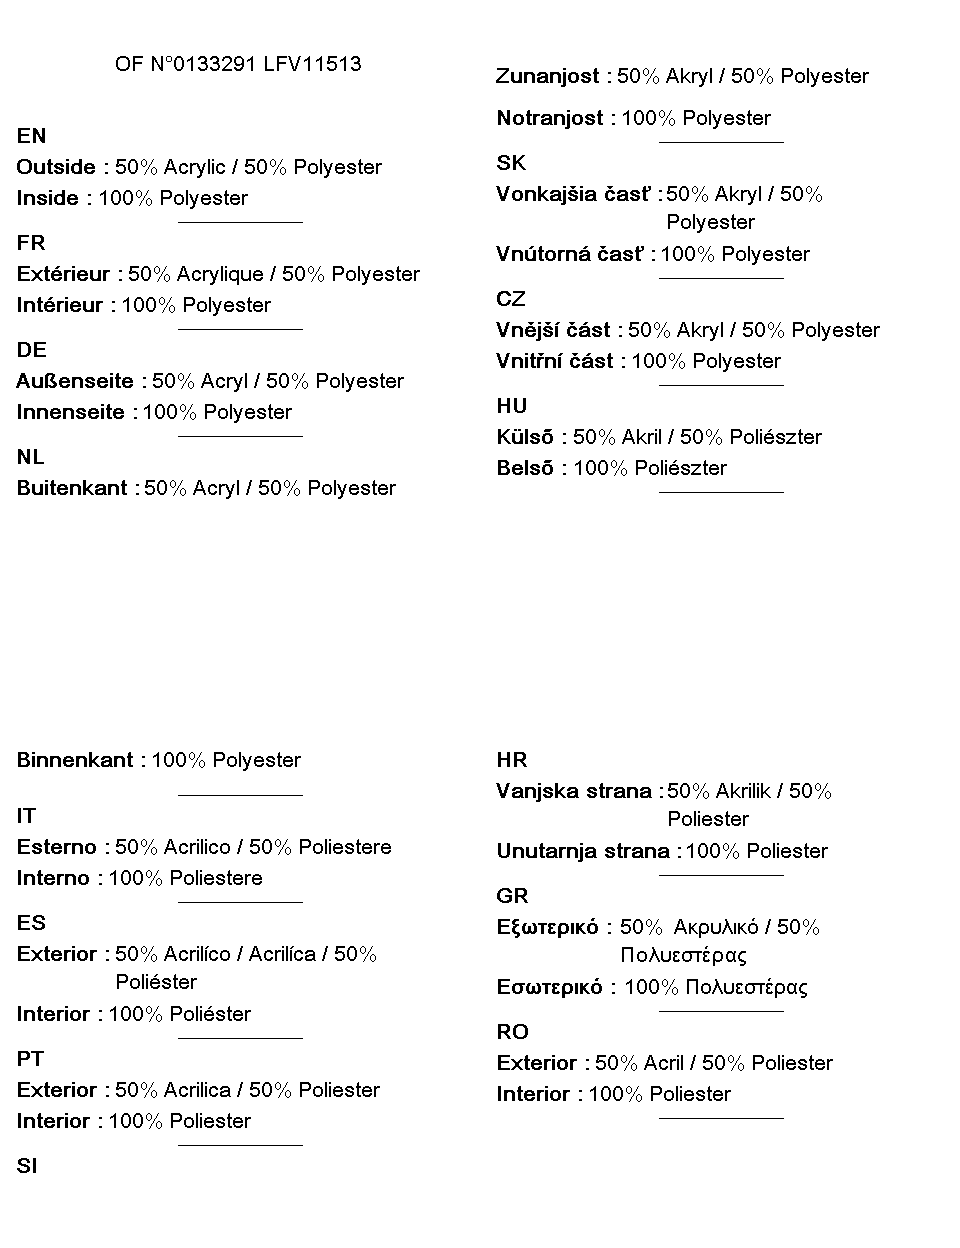 OF N°0133291 LFV11513
EN
Outside : 50% Acrylic / 50% Polyester
Inside : 100% Polyester
FR
Extérieur : 50% Acrylique / 50% Polyester
Intérieur : 100% Polyester
DE
Außenseite : 50% Acryl / 50% Polyester
Innenseite : 100% Polyester
NL
Buitenkant : 50% Acryl / 50% Polyester
Binnenkant : 100% Polyester
IT
Esterno : 50% Acrilico / 50% Poliestere
Interno : 100% Poliestere
ES
Exterior : 50% Acrilíco / Acrilíca / 50%
Poliéster
Interior : 100% Poliéster
PT
Exterior : 50% Acrilica / 50% Poliester
Interior : 100% Poliester
SI
Zunanjost : 50% Akryl / 50% Polyester
Notranjost : 100% Polyester
SK
Vonkajšia časť : 50% Akryl / 50%
Polyester
Vnútorná časť : 100% Polyester
CZ
Vnější část : 50% Akryl / 50% Polyester
Vnitřní část : 100% Polyester
HU
Külső : 50% Akril / 50% Poliészter
Belső : 100% Poliészter
HR
Vanjska strana : 50% Akrilik / 50%
Poliester
Unutarnja strana : 100% Poliester
GR
Εξωτερικό : 50% Ακρυλικό / 50%
Πολυεστέρας
Εσωτερικό : 100% Πολυεστέρας
RO
Exterior : 50% Acril / 50% Poliester
Interior : 100% Poliester